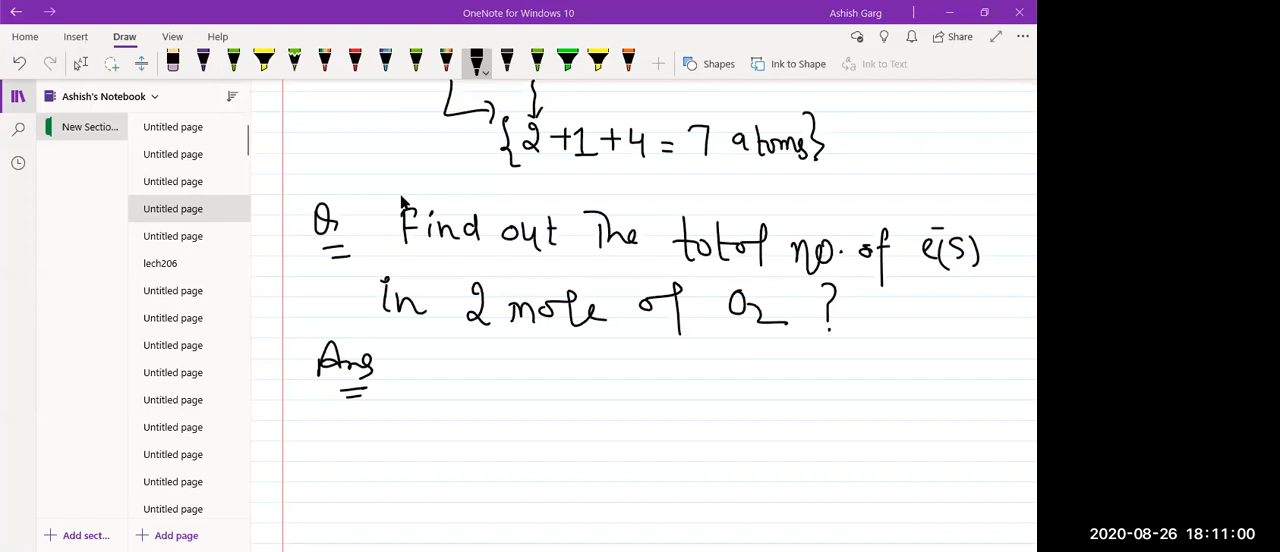 OneNote for Windows 10
Ashish Garg
Home Insert Draw View Help
Share
Shapes Ink to Shape Ink to Text
Ashish's Notebook
New Sectio...
Untitled page
Untitled page
Untitled page
Untitled page
Untitled page
lech206
Untitled page
Untitled page
Untitled page
Untitled page
Untitled page
Untitled page
Untitled page
Untitled page
Untitled page
Add sect...
Add page
{2+1+4 = 7 atoms}
Q Find out The total no. of e̅(s)
in 2 mole of O2 ?
Ans
2020-08-26 18:11:00